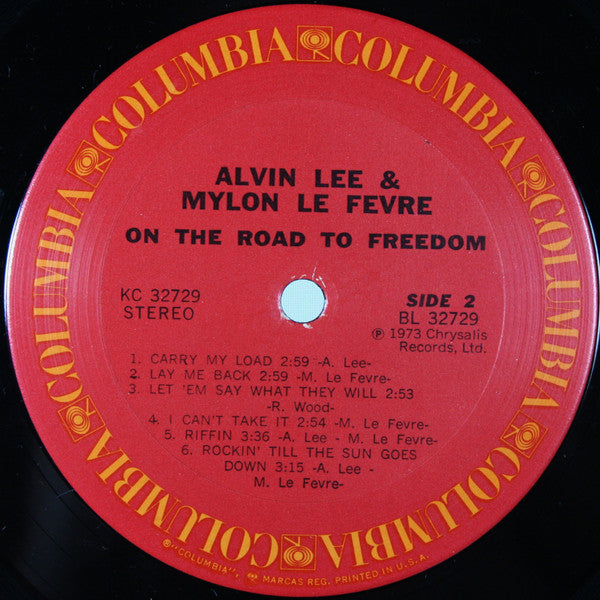 COLUMBIA COLUMBIA COLUMBIA COLUMBIA COLUMBIA COLUMBIA
ALVIN LEE &
MYLON LE FEVRE
ON THE ROAD TO FREEDOM
KC 32729
STEREO
SIDE 2
BL 32729
Ⓟ 1973 Chrysalis
Records, Ltd.
1. CARRY MY LOAD 2:59 -A. Lee-
2. LAY ME BACK 2:59 -M. Le Fevre-
3. LET 'EM SAY WHAT THEY WILL 2:53
-R. Wood-
4. I CAN'T TAKE IT 2:54 -M. Le Fevre-
5. RIFFIN 3:36 -A. Lee - M. Le Fevre-
6. ROCKIN' TILL THE SUN GOES
DOWN 3:15 -A. Lee -
M. Le Fevre-
COLUMBIA COLUMBIA
®"COLUMBIA", MARCAS REG. PRINTED IN U.S.A.